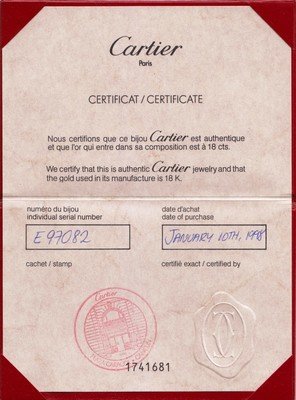 Cartier
Paris
CERTIFICAT/CERTIFICATE
Nous certifions que ce bijou Cartier est authentique
et que l'or qui entre dans sa composition est à 18 cts.
We certify that this is authentic Cartier jewelry and that
the gold used in its manufacture is 18 K.
numéro du bijou
individual serial number
E97082
date d'achat
date of purchase
JANUARY 10TH, 1998
cachet / stamp
certifié exact / certified by
Cartier
1741681